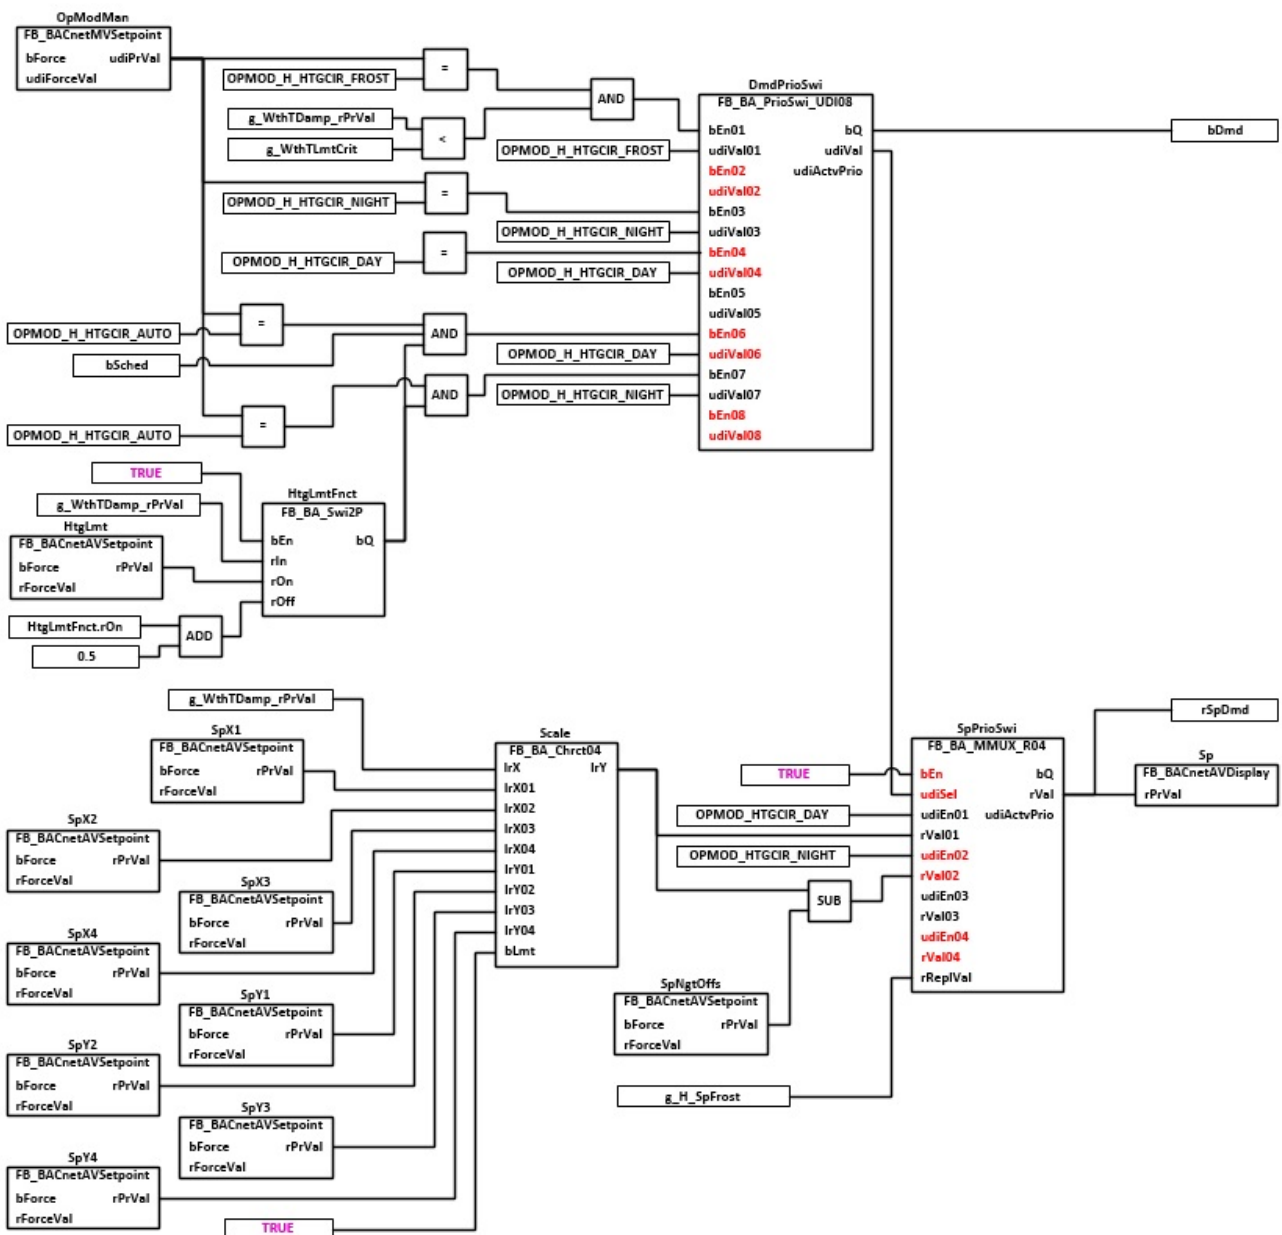 OpModMan
FB_BACnetMVSetpoint
bForce udiPrVal
udiForceVal
OPMOD_H_HTGCIR_FROST
=
g_WthTDamp_rPrVal
g_WthTLmtCrit
<
AND
OPMOD_H_HTGCIR_FROST
OPMOD_H_HTGCIR_NIGHT
=
OPMOD_H_HTGCIR_NIGHT
OPMOD_H_HTGCIR_DAY
=
OPMOD_H_HTGCIR_DAY
OPMOD_H_HTGCIR_AUTO
=
bSched
AND
OPMOD_H_HTGCIR_DAY
AND
OPMOD_H_HTGCIR_NIGHT
OPMOD_H_HTGCIR_AUTO
=
DmdPrioSwi
FB_BA_PrioSwi_UDI08
bEn01 bQ
udiVal01 udiVal
bEn02 udiActvPrio
udiVal02
bEn03
udiVal03
bEn04
udiVal04
bEn05
udiVal05
bEn06
udiVal06
bEn07
udiVal07
bEn08
udiVal08
bDmd
TRUE
g_WthTDamp_rPrVal
HtgLmt
FB_BACnetAVSetpoint
bForce rPrVal
rForceVal
HtgLmtFnct.rOn
0.5
ADD
HtgLmtFnct
FB_BA_Swi2P
bEn bQ
rIn
rOn
rOff
g_WthTDamp_rPrVal
SpX1
FB_BACnetAVSetpoint
bForce rPrVal
rForceVal
SpX2
FB_BACnetAVSetpoint
bForce rPrVal
rForceVal
SpX3
FB_BACnetAVSetpoint
bForce rPrVal
rForceVal
SpX4
FB_BACnetAVSetpoint
bForce rPrVal
rForceVal
SpY1
FB_BACnetAVSetpoint
bForce rPrVal
rForceVal
SpY2
FB_BACnetAVSetpoint
bForce rPrVal
rForceVal
SpY3
FB_BACnetAVSetpoint
bForce rPrVal
rForceVal
SpY4
FB_BACnetAVSetpoint
bForce rPrVal
rForceVal
TRUE
Scale
FB_BA_Chrct04
lrX lrY
lrX01
lrX02
lrX03
lrX04
lrY01
lrY02
lrY03
lrY04
bLmt
TRUE
OPMOD_HTGCIR_DAY
OPMOD_HTGCIR_NIGHT
SUB
SpNgtOffs
FB_BACnetAVSetpoint
bForce rPrVal
rForceVal
g_H_SpFrost
SpPrioSwi
FB_BA_MMUX_R04
bEn bQ
udiSel rVal
udiEn01 udiActvPrio
rVal01
udiEn02
rVal02
udiEn03
rVal03
udiEn04
rVal04
rReplVal
rSpDmd
Sp
FB_BACnetAVDisplay
rPrVal